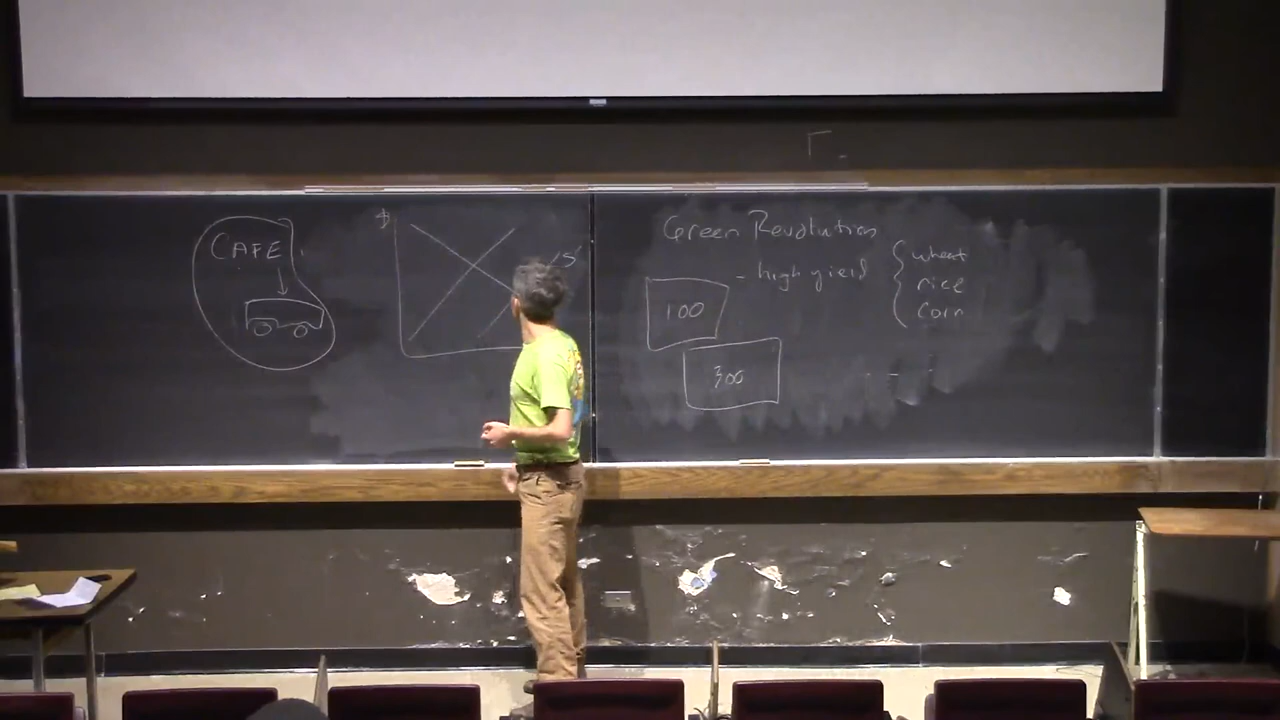 CAFE
$
S'
Green Revolution
- high yield
wheat
rice
corn
100
300